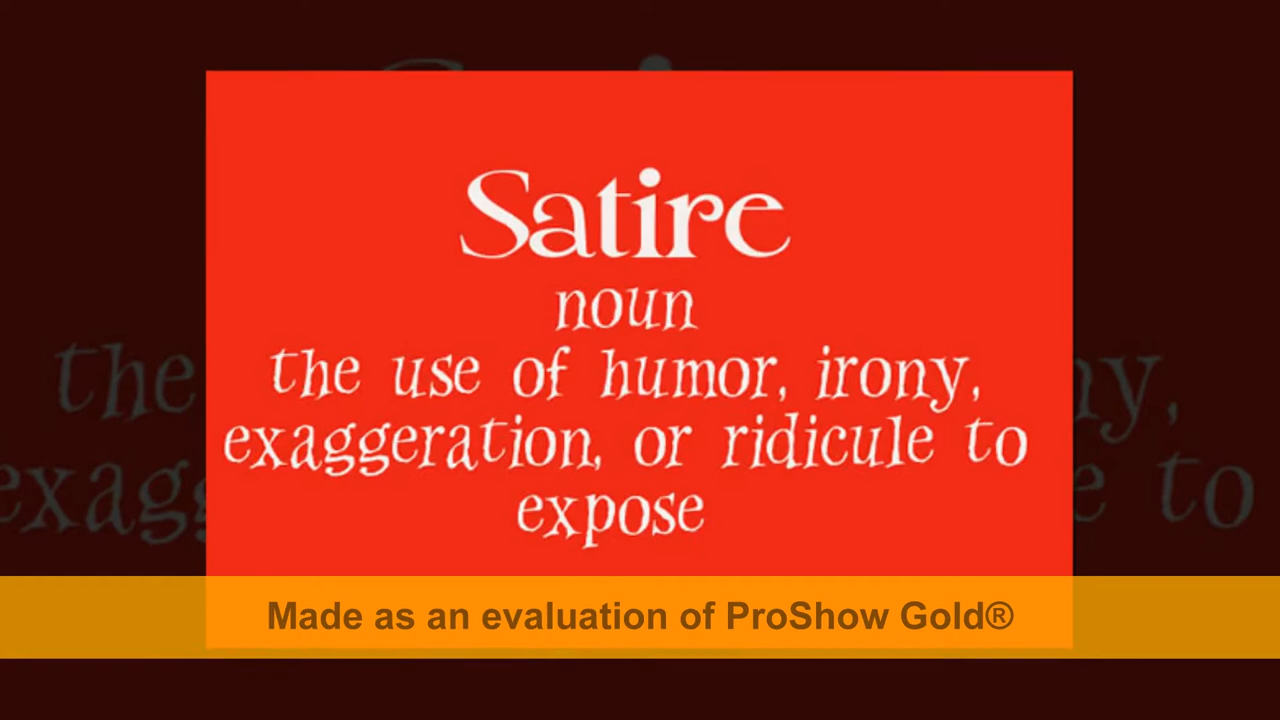 Satire
noun
the use of humor, irony,
exaggeration, or ridicule to
expose
Made as an evaluation of ProShow Gold®